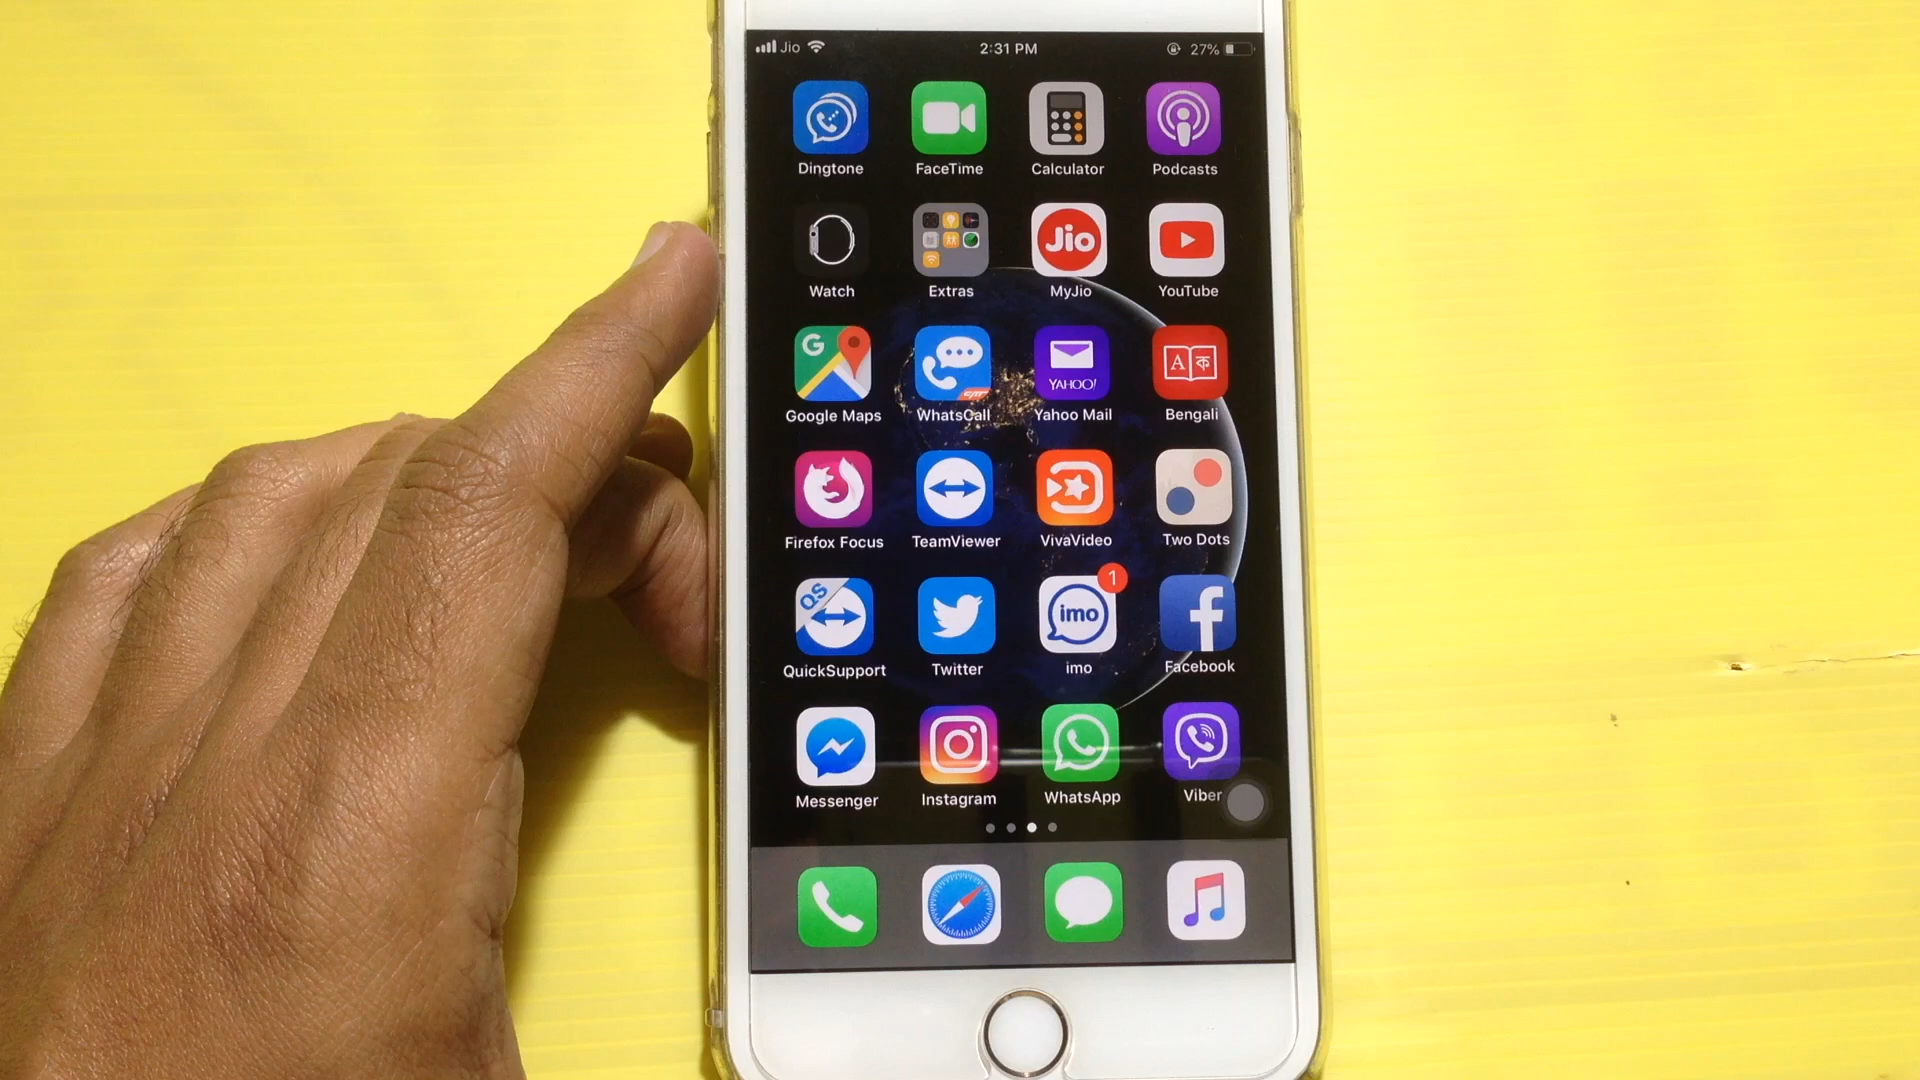 Jio 2:31 PM 27%
Dingtone FaceTime Calculator Podcasts
Jio
Watch Extras MyJio YouTube
G YAHOO! A क
Google Maps WhatsCall Yahoo Mail Bengali
Firefox Focus TeamViewer VivaVideo Two Dots
QS imo 1 f
QuickSupport Twitter imo Facebook
Messenger Instagram WhatsApp Viber